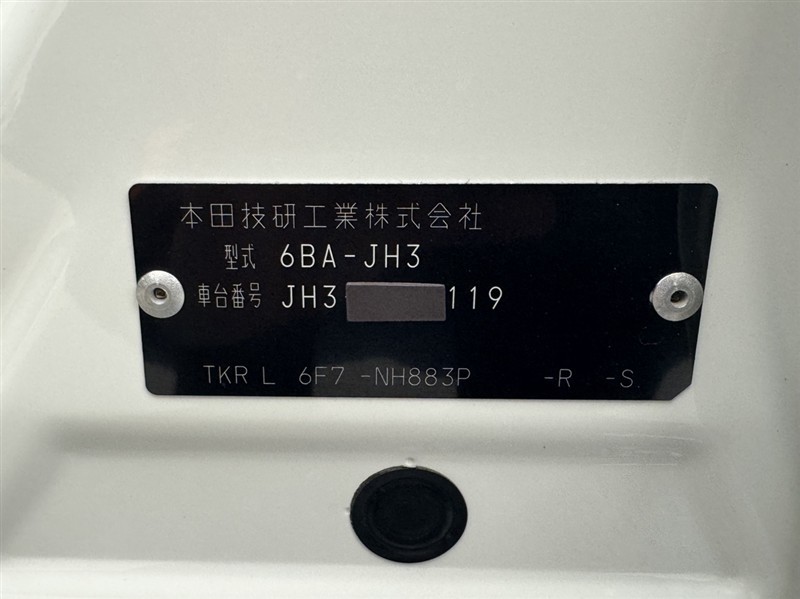 本田技研工業株式会社
型式 6BA-JH3
車台番号 JH3 119
TKR L 6F7 -NH883P -R -S